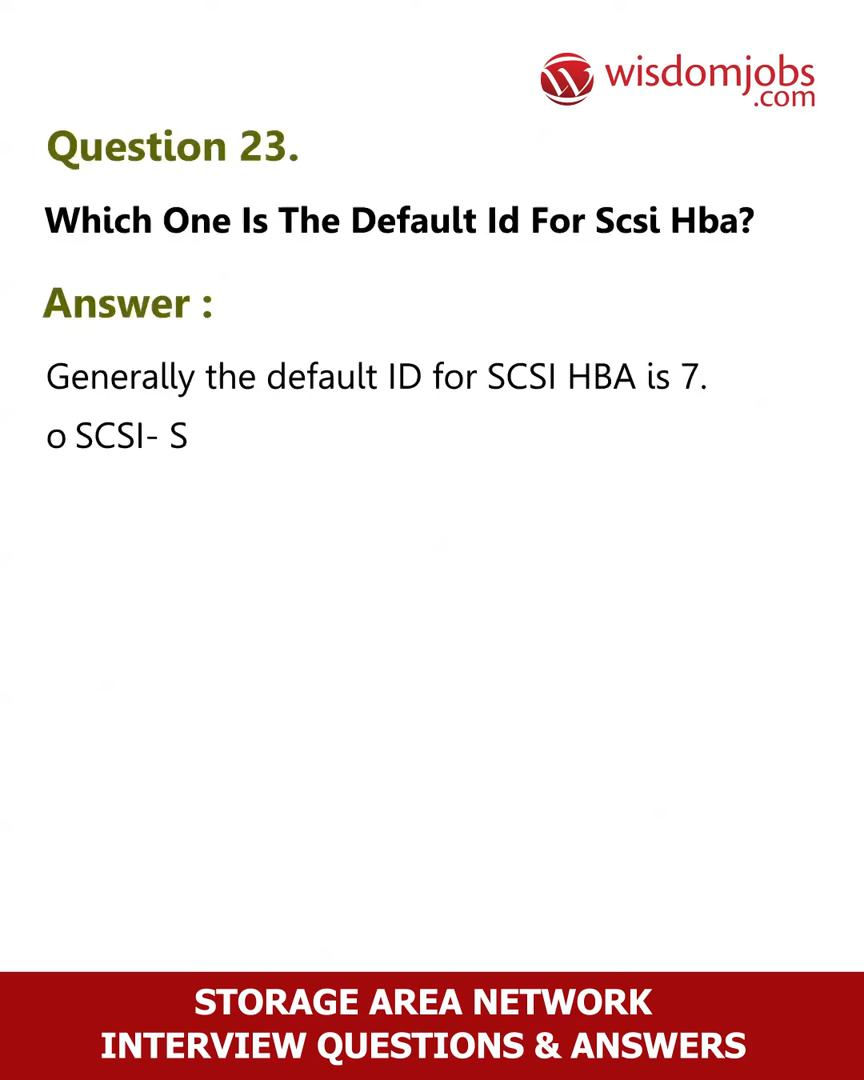 wisdomjobs
.com
Question 23.
Which One Is The Default Id For Scsi Hba?
Answer :
Generally the default ID for SCSI HBA is 7.
o SCSI- S
STORAGE AREA NETWORK
INTERVIEW QUESTIONS & ANSWERS